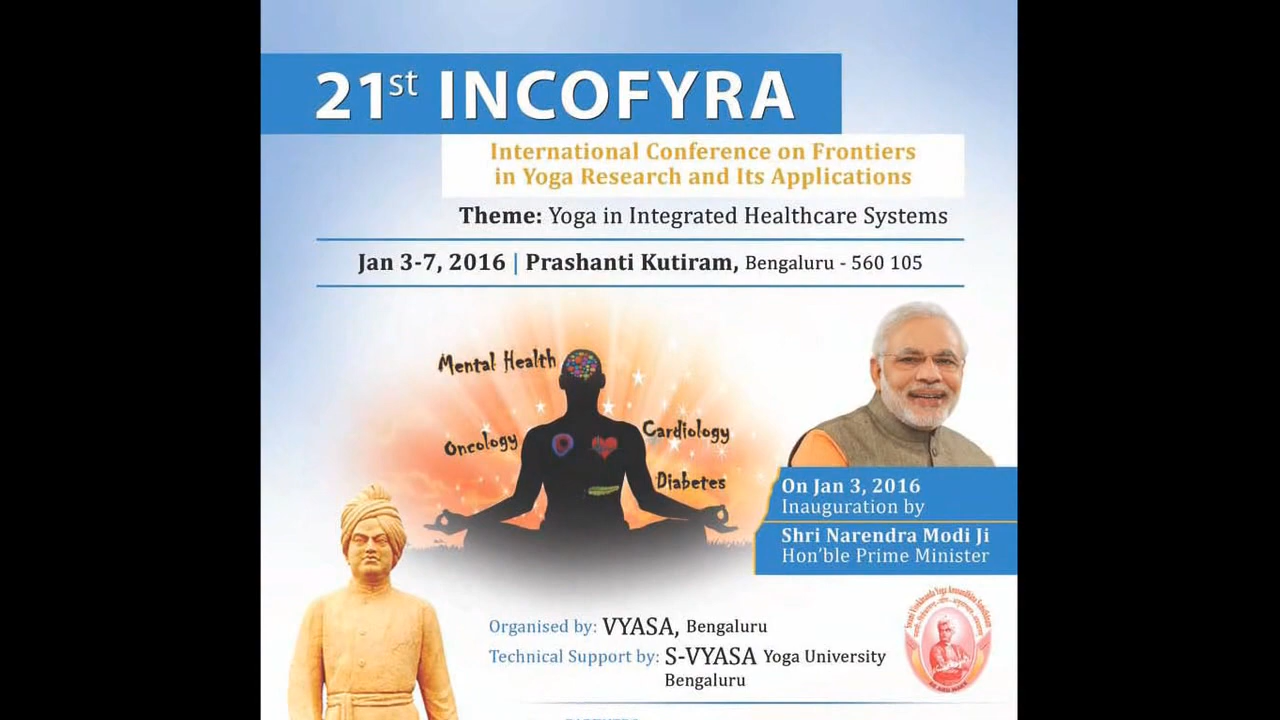 21st INCOFYRA
International Conference on Frontiers
in Yoga Research and Its Applications
Theme: Yoga in Integrated Healthcare Systems
Jan 3-7, 2016 | Prashanti Kutiram, Bengaluru - 560 105
Mental Health
Oncology
Cardiology
Diabetes
On Jan 3, 2016
Inauguration by
Shri Narendra Modi Ji
Hon'ble Prime Minister
Organised by: VYASA, Bengaluru
Technical Support by: S-VYASA Yoga University
Bengaluru